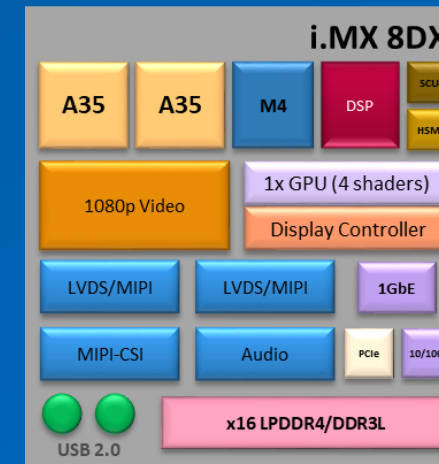 i.MX 8DX
A35
A35
M4
DSP
SCU
HSM
1080p Video
1x GPU (4 shaders)
Display Controller
LVDS/MIPI
LVDS/MIPI
1GbE
MIPI-CSI
Audio
PCIe
10/100
USB 2.0
x16 LPDDR4/DDR3L